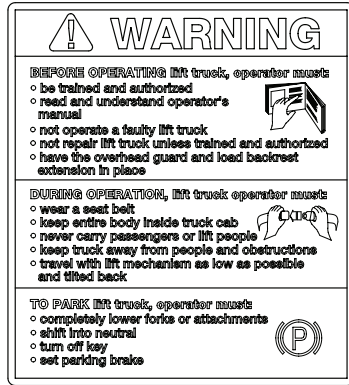 WARNING
BEFORE OPERATING lift truck, operator must:
◦ be trained and authorized
◦ read and understand operator's
manual
◦ not operate a faulty lift truck
◦ not repair lift truck unless trained and authorized
◦ have the overhead guard and load backrest
extension in place
DURING OPERATION, lift truck operator must:
◦ wear a seat belt
◦ keep entire body inside truck cab
◦ never carry passengers or lift people
◦ keep truck away from people and obstructions
◦ travel with lift mechanism as low as possible
and tilted back
TO PARK lift truck, operator must:
◦ completely lower forks or attachments
◦ shift into neutral
◦ turn off key
◦ set parking brake
P